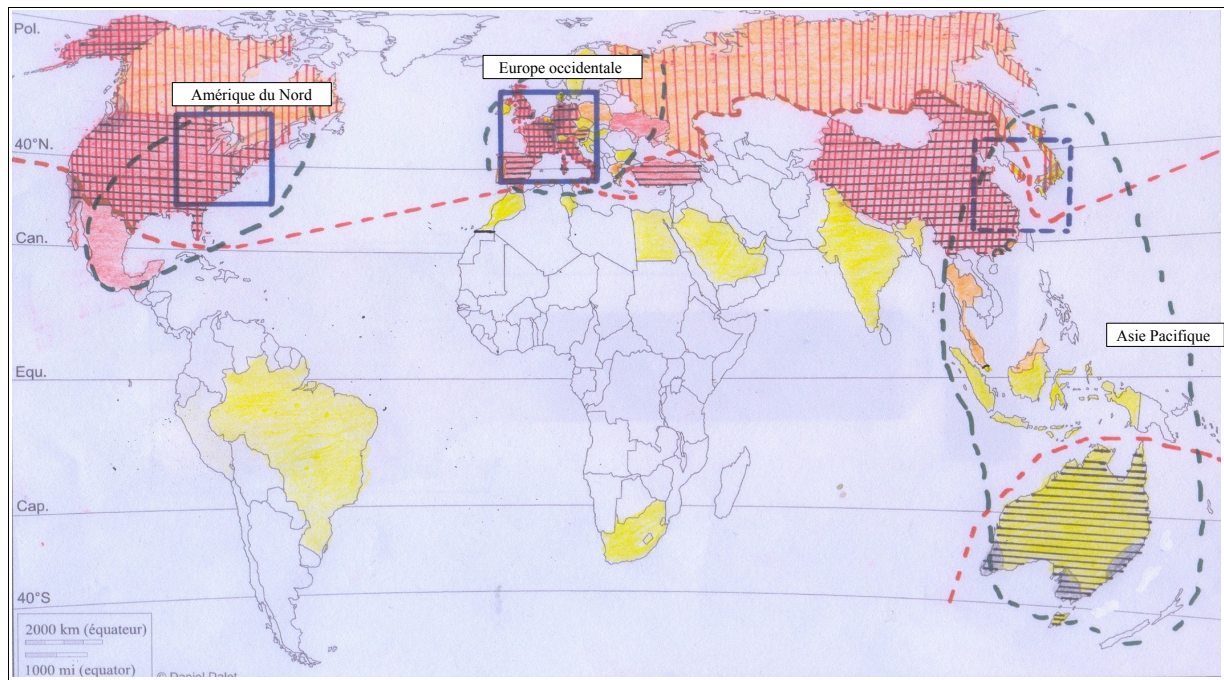 Pol.
Europe occidentale
Amérique du Nord
40°N.
Can.
Asie Pacifique
Equ.
Cap.
40°S
2000 km (équateur)
1000 mi (equator)
© Daniel Dalet